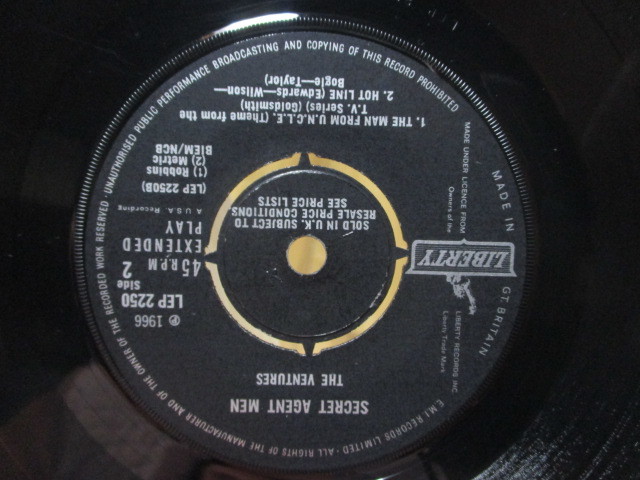 E.M.I. RECORDS LIMITED · ALL RIGHTS OF THE MANUFACTURER AND OF THE OWNER OF THE RECORDED WORK RESERVED · UNAUTHORISED PUBLIC PERFORMANCE BROADCASTING AND COPYING OF THIS RECORD PROHIBITED
MADE IN GT. BRITAIN
MADE UNDER LICENCE FROM
Owners of the
LIBERTY
LIBERTY RECORDS INC
Liberty Trade Mark
SOLD IN U.K. SUBJECT TO
RESALE PRICE CONDITIONS
SEE PRICE LISTS
℗ 1966
LEP 2250
Side
2
45 R.P.M
EXTENDED
PLAY
A U.S.A. Recording
(LEP 2250B)
(1) Robbins
(2) Metric
BIEM/NCB
1. THE MAN FROM U.N.C.L.E. (Theme from the
T.V. Series) (Goldsmith)
2. HOT LINE (Edwards—Wilson—
Bogle—Taylor)
SECRET AGENT MEN
THE VENTURES